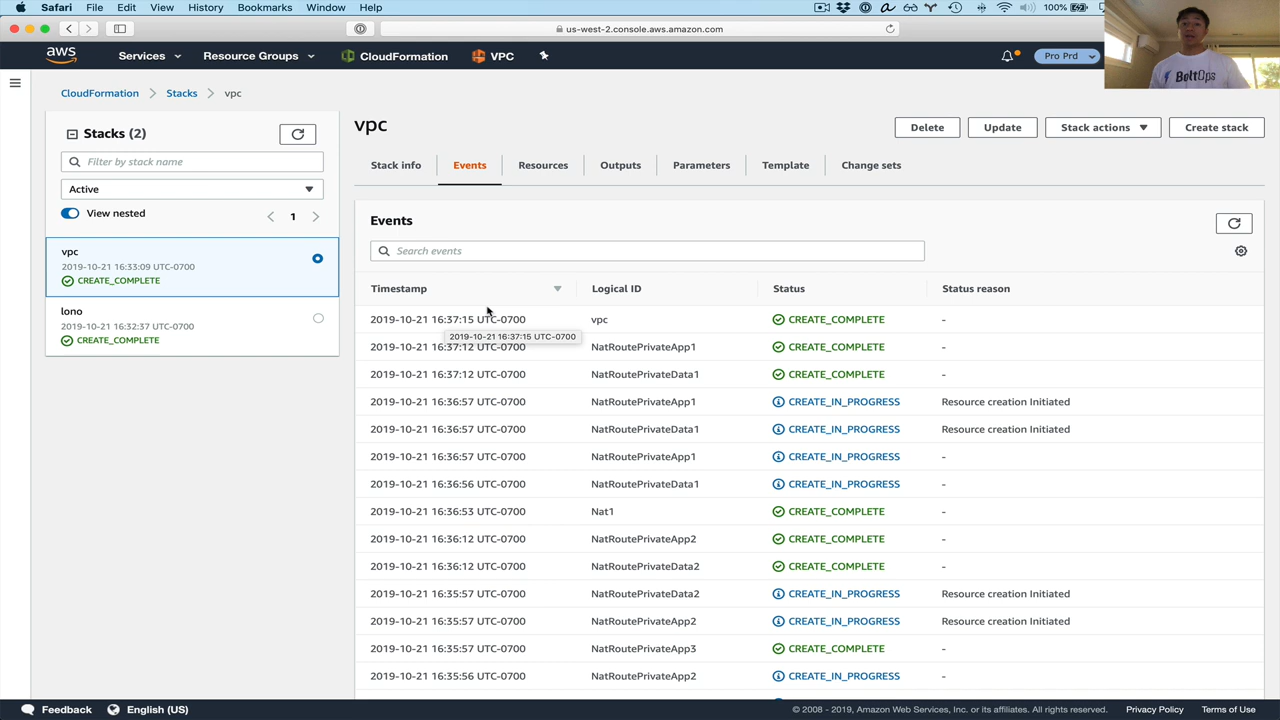 Safari File Edit View History Bookmarks Window Help 100%
us-west-2.console.aws.amazon.com
aws Services Resource Groups CloudFormation VPC Pro Prd
BoltOps
CloudFormation Stacks vpc
Stacks (2)
Filter by stack name
Active
View nested 1
vpc
2019-10-21 16:33:09 UTC-0700
CREATE_COMPLETE
lono
2019-10-21 16:32:37 UTC-0700
CREATE_COMPLETE
vpc Delete Update Stack actions Create stack
Stack info Events Resources Outputs Parameters Template Change sets
Events
Search events
Timestamp Logical ID Status Status reason
2019-10-21 16:37:15 UTC-0700 vpc CREATE_COMPLETE -
2019-10-21 16:37:15 UTC-0700
2019-10-21 16:37:12 UTC-0700 NatRoutePrivateApp1 CREATE_COMPLETE -
2019-10-21 16:37:12 UTC-0700 NatRoutePrivateData1 CREATE_COMPLETE -
2019-10-21 16:36:57 UTC-0700 NatRoutePrivateApp1 CREATE_IN_PROGRESS Resource creation Initiated
2019-10-21 16:36:57 UTC-0700 NatRoutePrivateData1 CREATE_IN_PROGRESS Resource creation Initiated
2019-10-21 16:36:57 UTC-0700 NatRoutePrivateApp1 CREATE_IN_PROGRESS -
2019-10-21 16:36:56 UTC-0700 NatRoutePrivateData1 CREATE_IN_PROGRESS -
2019-10-21 16:36:53 UTC-0700 Nat1 CREATE_COMPLETE -
2019-10-21 16:36:12 UTC-0700 NatRoutePrivateApp2 CREATE_COMPLETE -
2019-10-21 16:36:12 UTC-0700 NatRoutePrivateData2 CREATE_COMPLETE -
2019-10-21 16:35:57 UTC-0700 NatRoutePrivateData2 CREATE_IN_PROGRESS Resource creation Initiated
2019-10-21 16:35:57 UTC-0700 NatRoutePrivateApp2 CREATE_IN_PROGRESS Resource creation Initiated
2019-10-21 16:35:57 UTC-0700 NatRoutePrivateApp3 CREATE_COMPLETE -
2019-10-21 16:35:56 UTC-0700 NatRoutePrivateApp2 CREATE_IN_PROGRESS -
Feedback English (US) © 2008 - 2019, Amazon Web Services, Inc. or its affiliates. All rights reserved. Privacy Policy Terms of Use